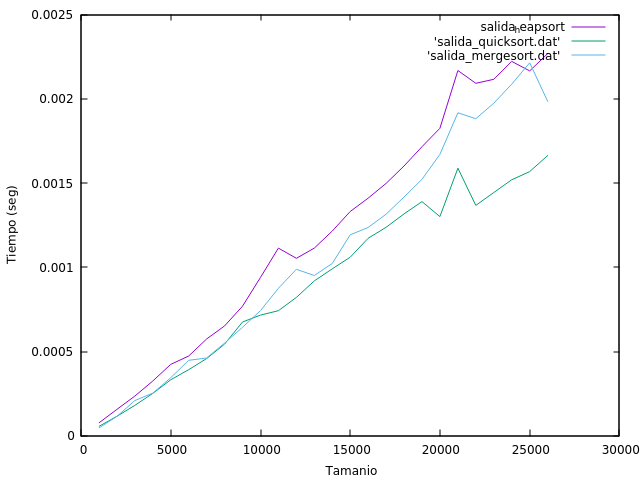 0.0025
0.002
0.0015
0.001
0.0005
0
0 5000 10000 15000 20000 25000 30000
Tiempo (seg)
Tamanio
salidaheapsort
'salida_quicksort.dat'
'salida_mergesort.dat'